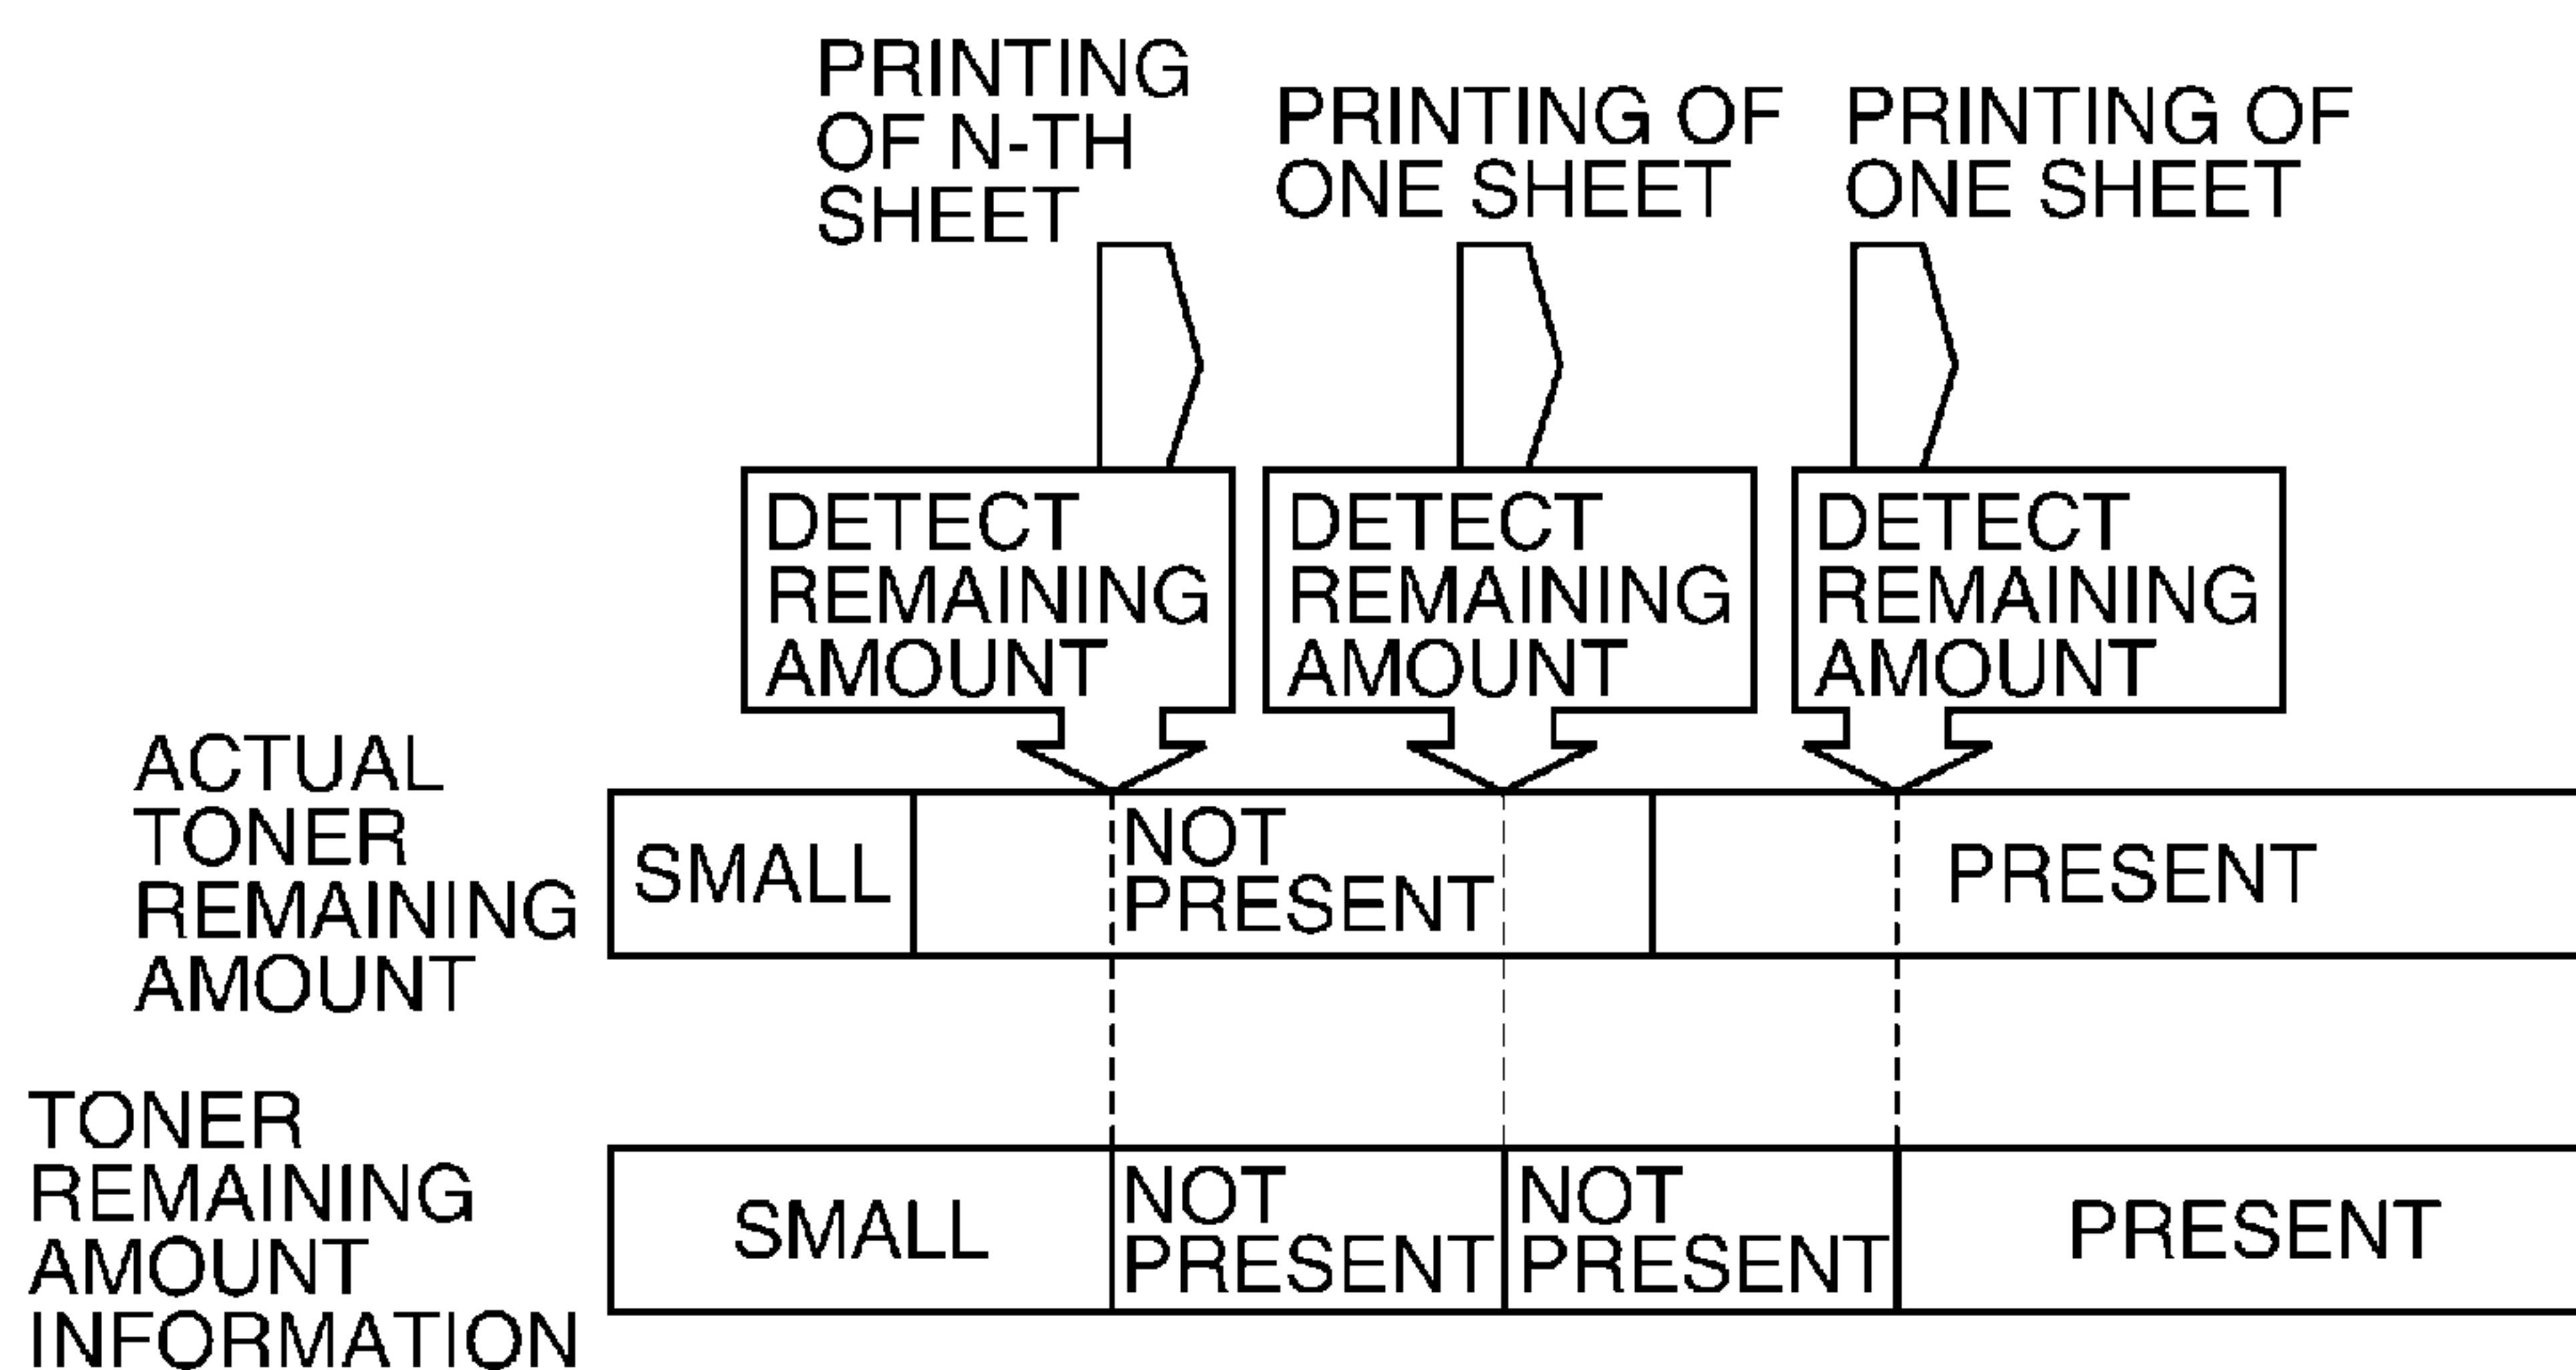 PRINTING
OF N-TH
SHEET
PRINTING OF
ONE SHEET
PRINTING OF
ONE SHEET
DETECT
REMAINING
AMOUNT
DETECT
REMAINING
AMOUNT
DETECT
REMAINING
AMOUNT
ACTUAL
TONER
REMAINING
AMOUNT
SMALL
NOT
PRESENT
PRESENT
TONER
REMAINING
AMOUNT
INFORMATION
SMALL
NOT
PRESENT
NOT
PRESENT
PRESENT